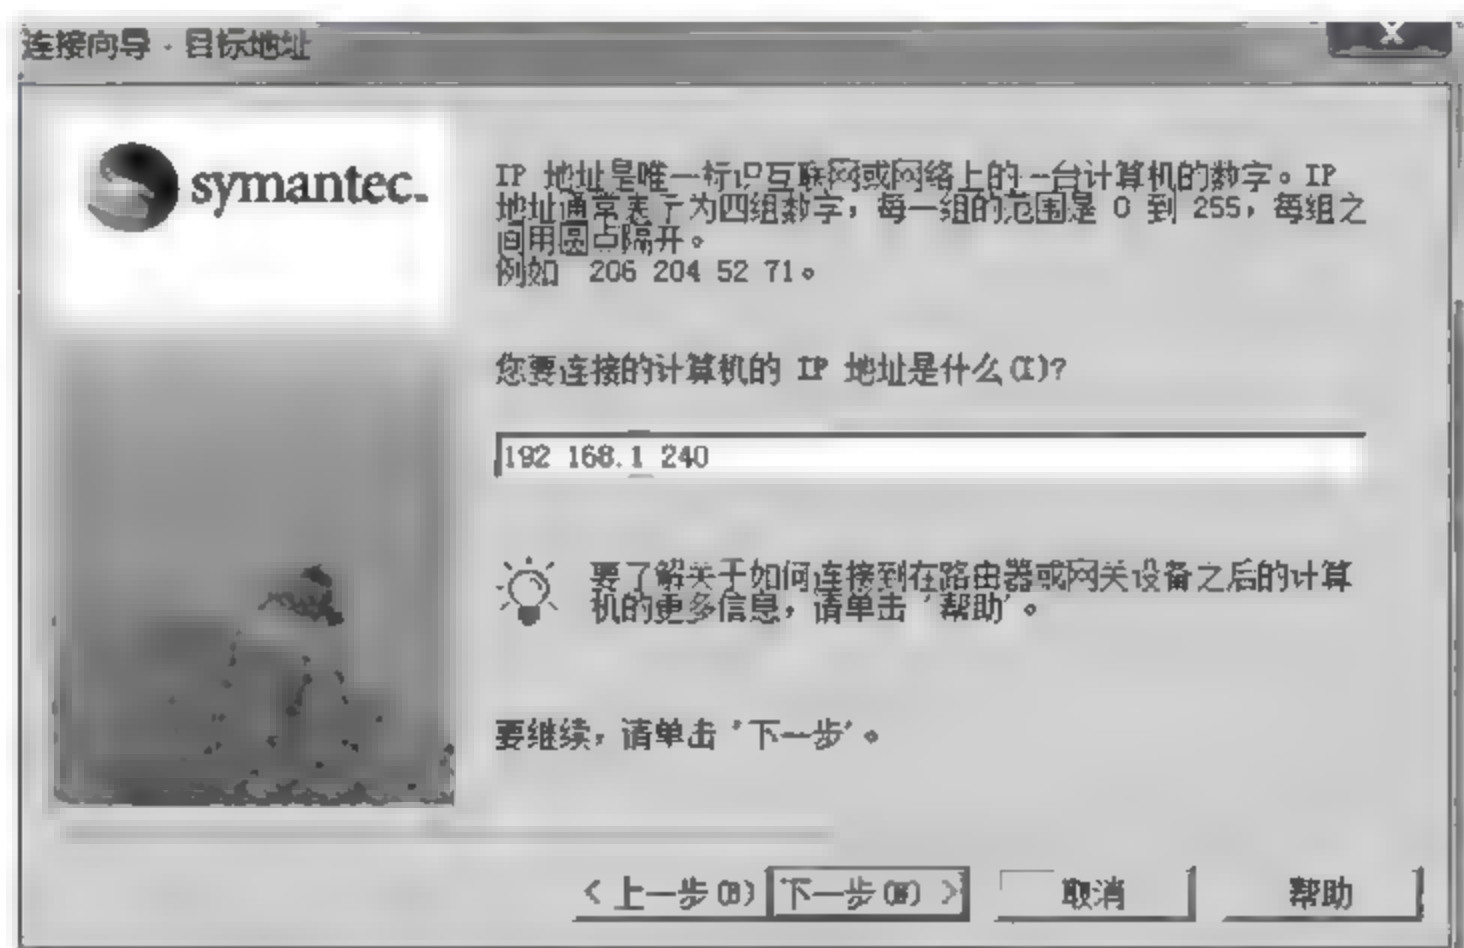 连接向导 - 目标地址
symantec.
IP 地址是唯一标识互联网或网络上的一台计算机的数字。IP
地址通常表示为四组数字，每一组的范围是 0 到 255，每组之
间用圆点隔开。
例如 206 204 52 71。
您要连接的计算机的 IP 地址是什么(I)?
192 168.1 240
要了解关于如何连接到在路由器或网关设备之后的计算
机的更多信息，请单击'帮助'。
要继续，请单击'下一步'。
< 上一步(B) 下一步(N) > 取消 帮助